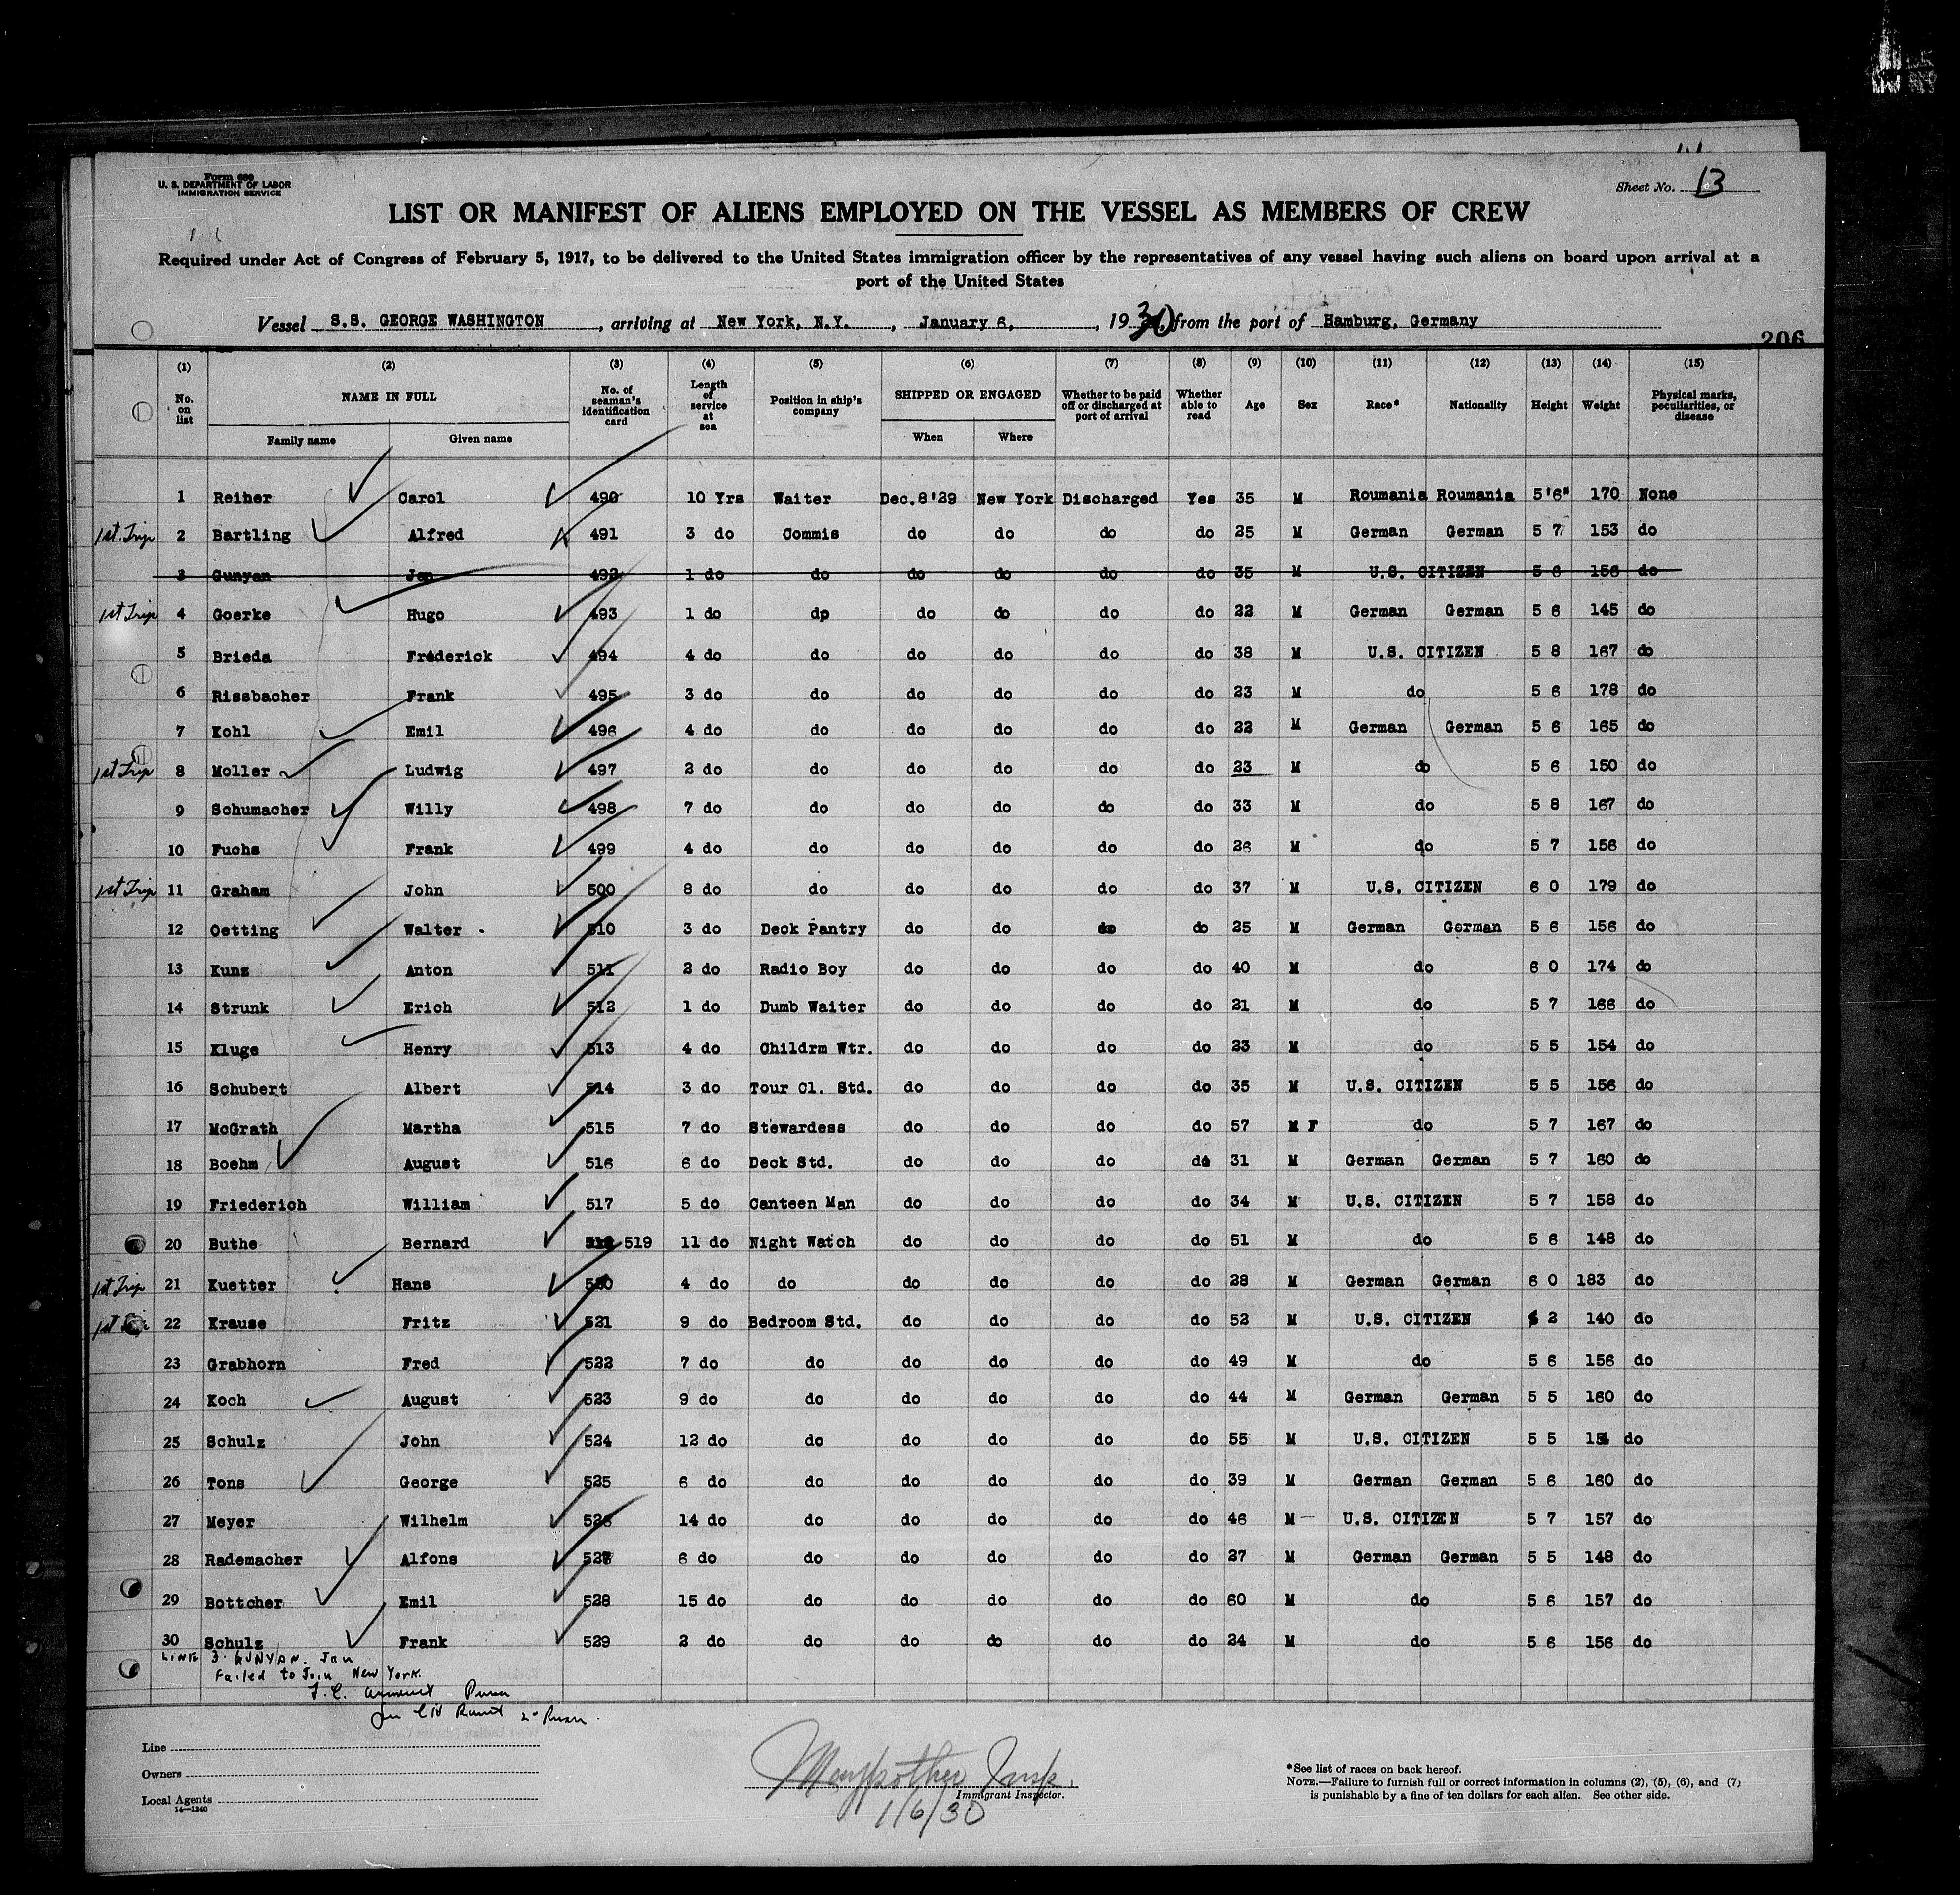 Form 680
U. S. DEPARTMENT OF LABOR
IMMIGRATION SERVICE
Sheet No. 13
LIST OR MANIFEST OF ALIENS EMPLOYED ON THE VESSEL AS MEMBERS OF CREW
Required under Act of Congress of February 5, 1917, to be delivered to the United States immigration officer by the representatives of any vessel having such aliens on board upon arrival at a
port of the United States
Vessel S.S. GEORGE WASHINGTON, arriving at New York, N.Y., January 6, , 1930 from the port of Hamburg, Germany
206
(1) (2) (3) (4) (5) (6) (7) (8) (9) (10) (11) (12) (13) (14) (15)
No. on list NAME IN FULL Family name Given name No. of seaman's identification card Length of service at sea Position in ship's company SHIPPED OR ENGAGED When Where Whether to be paid off or discharged at port of arrival Whether able to read Age Sex Race* Nationality Height Weight Physical marks, peculiarities, or disease
1 Reiher Carol 490 10 Yrs Waiter Dec.8'29 New York Discharged Yes 35 M Roumania Roumania 5'6" 170 None
1st Trip 2 Bartling Alfred 491 3 do Commis do do do do 25 M German German 5 7 153 do
3 Gunyan Jan 492 1 do do do do do do 35 M U.S. CITIZEN 5 6 156 do
1st Trip 4 Goerke Hugo 493 1 do do do do do do 22 M German German 5 6 145 do
5 Brieda Frederick 494 4 do do do do do do 38 M U.S. CITIZEN 5 8 167 do
6 Rissbacher Frank 495 3 do do do do do do 23 M do 5 6 178 do
7 Kohl Emil 496 4 do do do do do do 22 M German German 5 6 165 do
1st Trip 8 Moller Ludwig 497 2 do do do do do do 23 M do 5 6 150 do
9 Schumacher Willy 498 7 do do do do do do 33 M do 5 8 167 do
10 Fuchs Frank 499 4 do do do do do do 26 M do 5 7 156 do
1st Trip 11 Graham John 500 8 do do do do do do 37 M U.S. CITIZEN 6 0 179 do
12 Oetting Walter 510 3 do Deck Pantry do do do do 25 M German German 5 6 156 do
13 Kunz Anton 511 2 do Radio Boy do do do do 40 M do 6 0 174 do
14 Strunk Erich 512 1 do Dumb Waiter do do do do 21 M do 5 7 166 do
15 Kluge Henry 513 4 do Childrm Wtr. do do do do 23 M do 5 5 154 do
16 Schubert Albert 514 3 do Tour Cl. Std. do do do do 35 M U.S. CITIZEN 5 5 156 do
17 McGrath Martha 515 7 do Stewardess do do do do 57 M F do 5 7 167 do
18 Boehm August 516 6 do Deck Std. do do do do 31 M German German 5 7 160 do
19 Friederich William 517 5 do Canteen Man do do do do 34 M U.S. CITIZEN 5 7 158 do
20 Buthe Bernard 519 11 do Night Watch do do do do 51 M do 5 6 148 do
1st Trip 21 Kuetter Hans 520 4 do do do do do do 28 M German German 6 0 183 do
1st 22 Krause Fritz 521 9 do Bedroom Std. do do do do 52 M U.S. CITIZEN 2 140 do
23 Grabhorn Fred 522 7 do do do do do do 49 M do 5 6 156 do
24 Koch August 523 9 do do do do do do 44 M German German 5 5 160 do
25 Schulz John 524 12 do do do do do do 55 M U.S. CITIZEN 5 5 154 do
26 Tons George 525 6 do do do do do do 39 M German German 5 6 160 do
27 Meyer Wilhelm 526 14 do do do do do do 46 M U.S. CITIZEN 5 7 157 do
28 Rademacher Alfons 527 6 do do do do do do 27 M German German 5 5 148 do
29 Bottcher Emil 528 15 do do do do do do 60 M do 5 6 157 do
30 Schulz Frank 529 2 do do do do do do 24 M do 5 6 156 do
LINE 3. GUNYAN. Jan
Failed to Join New York.
Line
Owners
Local Agents
14—1240
Insp.
Immigrant Inspector.
1/6/30
*See list of races on back hereof.
NOTE.—Failure to furnish full or correct information in columns (2), (5), (6), and (7)
is punishable by a fine of ten dollars for each alien. See other side.